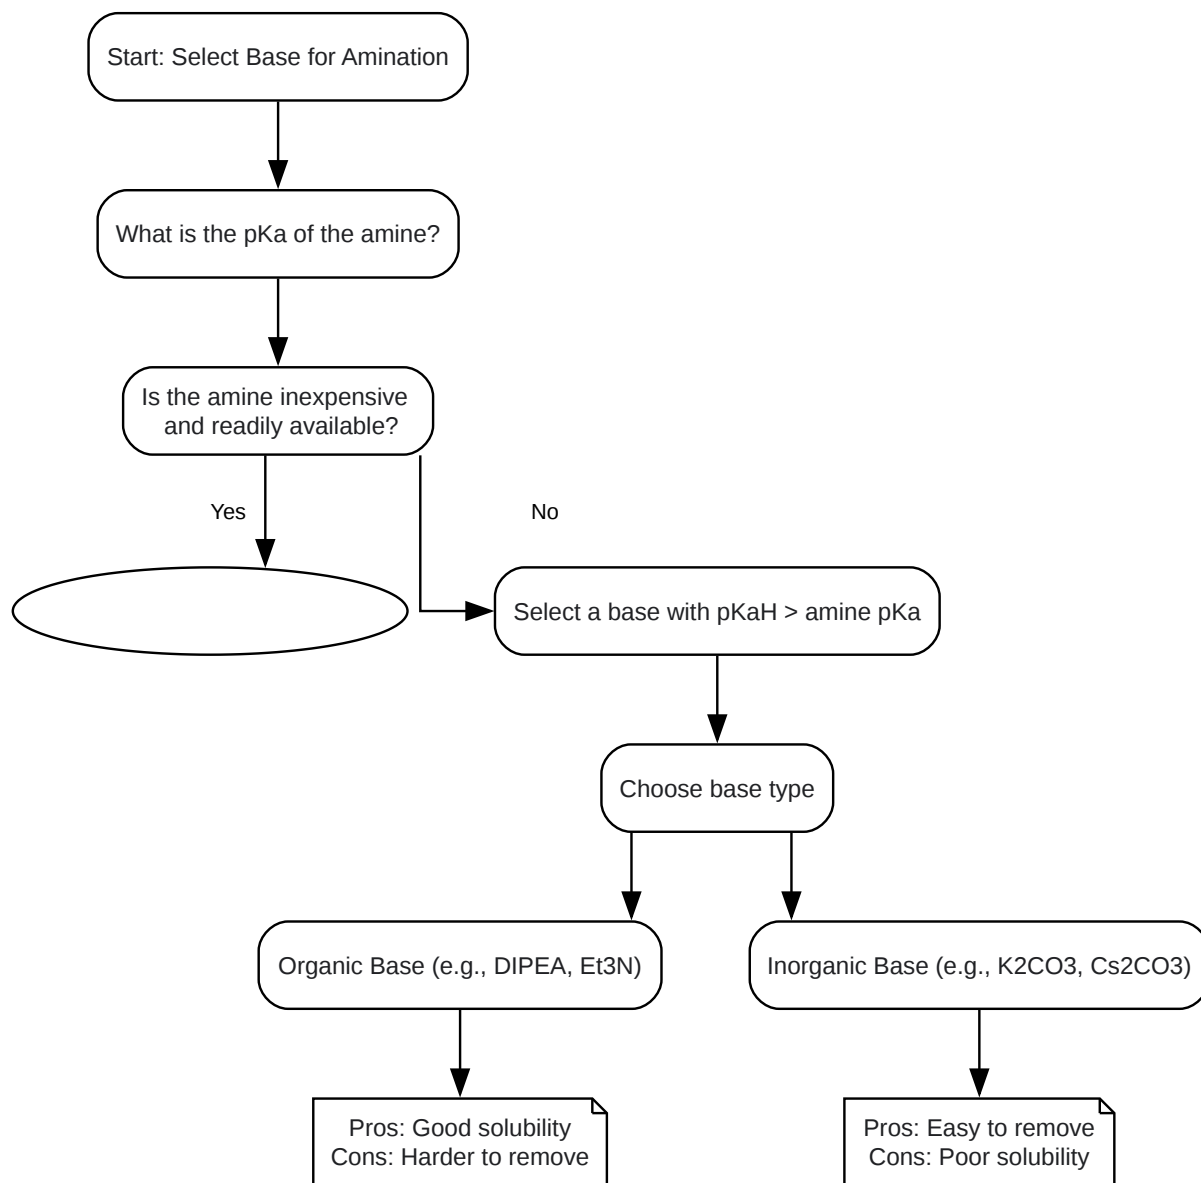 Start: Select Base for Amination
What is the pKa of the amine?
Is the amine inexpensive
and readily available?
Yes
No
Select a base with pKaH > amine pKa
Choose base type
Organic Base (e.g., DIPEA, Et3N)
Inorganic Base (e.g., K2CO3, Cs2CO3)
Pros: Good solubility
Cons: Harder to remove
Pros: Easy to remove
Cons: Poor solubility